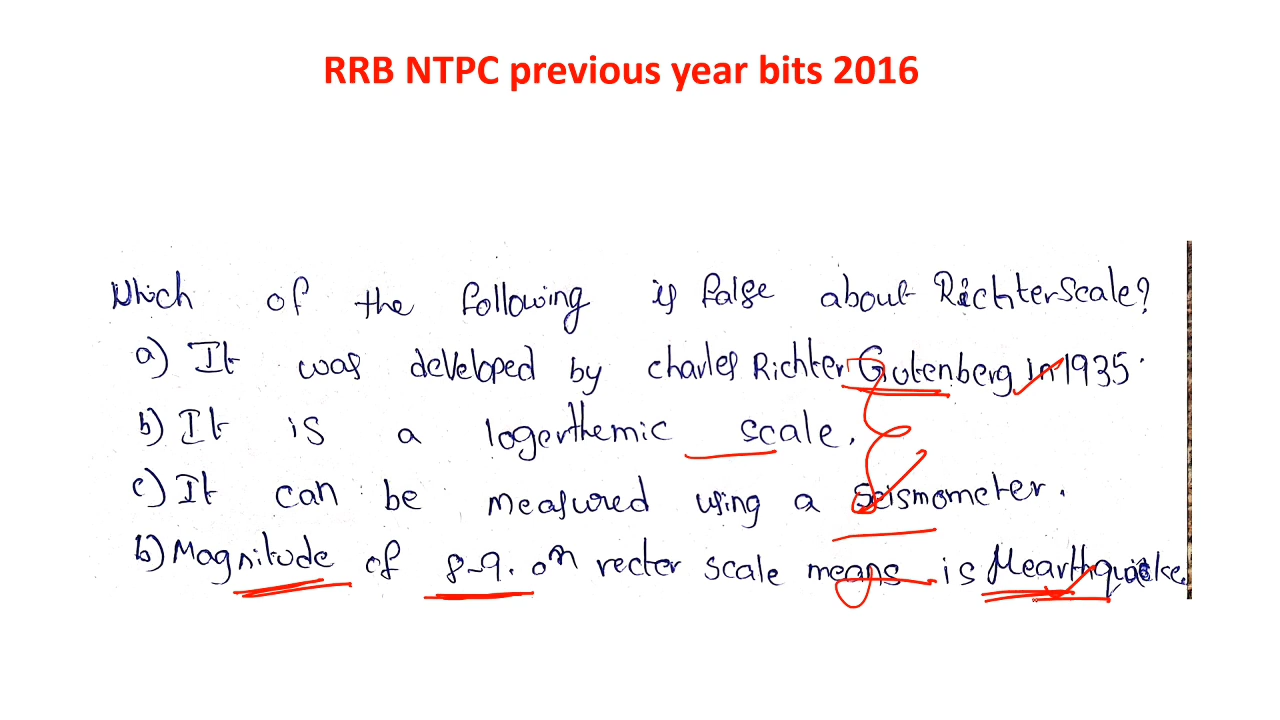 RRB NTPC previous year bits 2016
Which of the following is false about Richter scale?
a) It was developed by charles Richter Gutenberg in 1935.
b) It is a logerthemic scale.
c) It can be measured using a seismometer.
b) Magnitude of 8-9. on recter scale means is Mearthquake